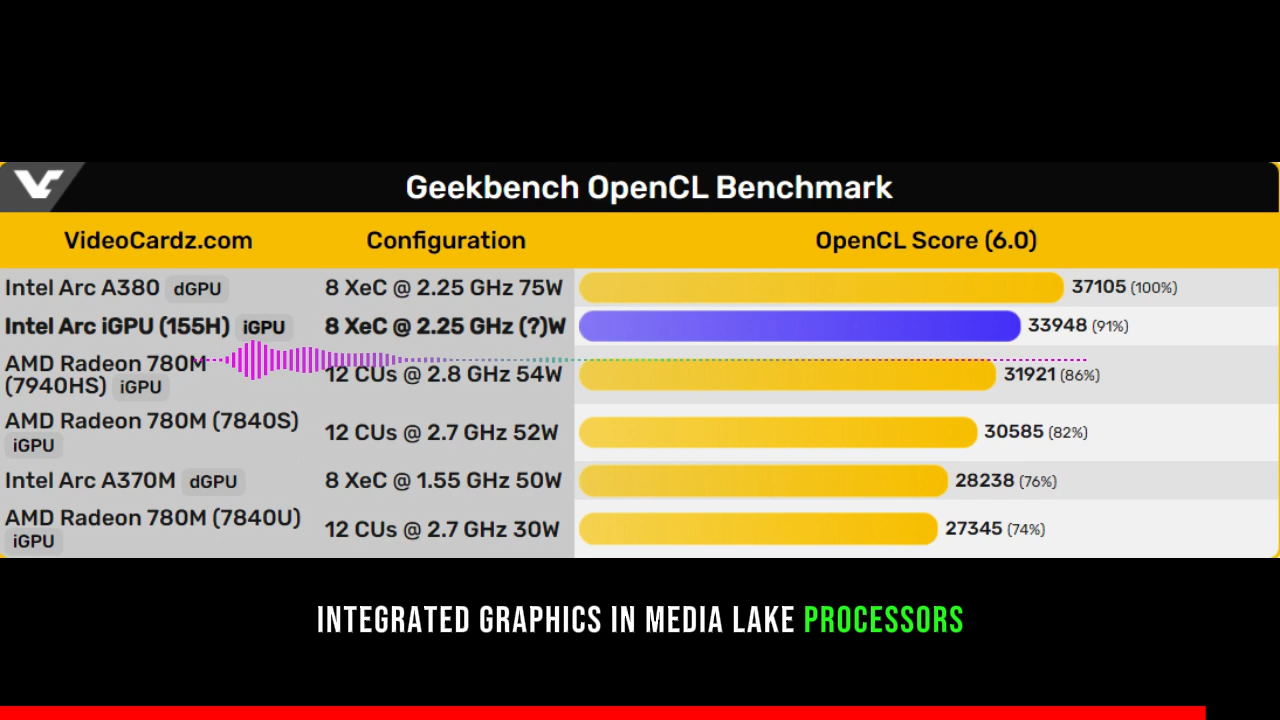 Geekbench OpenCL Benchmark
VideoCardz.com Configuration OpenCL Score (6.0)
Intel Arc A380 dGPU 8 XeC @ 2.25 GHz 75W 37105 (100%)
Intel Arc iGPU (155H) iGPU 8 XeC @ 2.25 GHz (?)W 33948 (91%)
AMD Radeon 780M
(7940HS) iGPU 12 CUs @ 2.8 GHz 54W 31921 (86%)
AMD Radeon 780M (7840S)
iGPU 12 CUs @ 2.7 GHz 52W 30585 (82%)
Intel Arc A370M dGPU 8 XeC @ 1.55 GHz 50W 28238 (76%)
AMD Radeon 780M (7840U)
iGPU 12 CUs @ 2.7 GHz 30W 27345 (74%)
INTEGRATED GRAPHICS IN MEDIA LAKE PROCESSORS